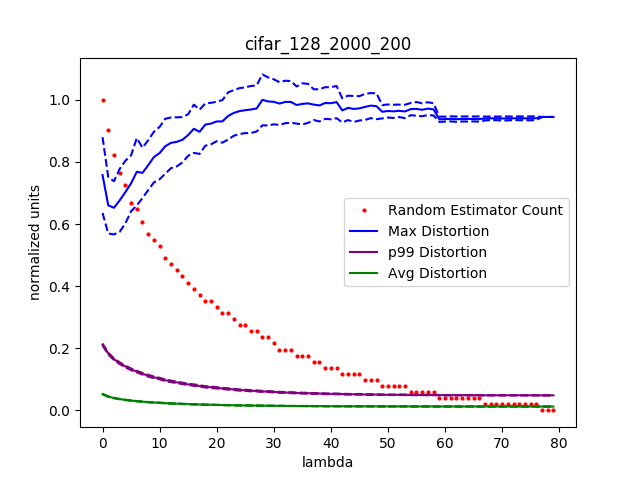 cifar_128_2000_200
normalized units
1.0
0.8
0.6
0.4
0.2
0.0
Random Estimator Count
Max Distortion
p99 Distortion
Avg Distortion
0 10 20 30 40 50 60 70 80
lambda